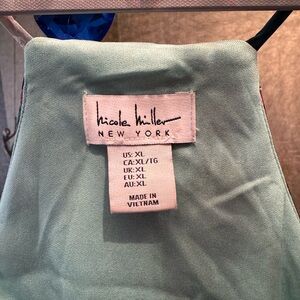 nicole miller
NEW YORK
US: XL
CA: XL/TG
UK: XL
EU: XL
AU: XL
MADE IN
VIETNAM